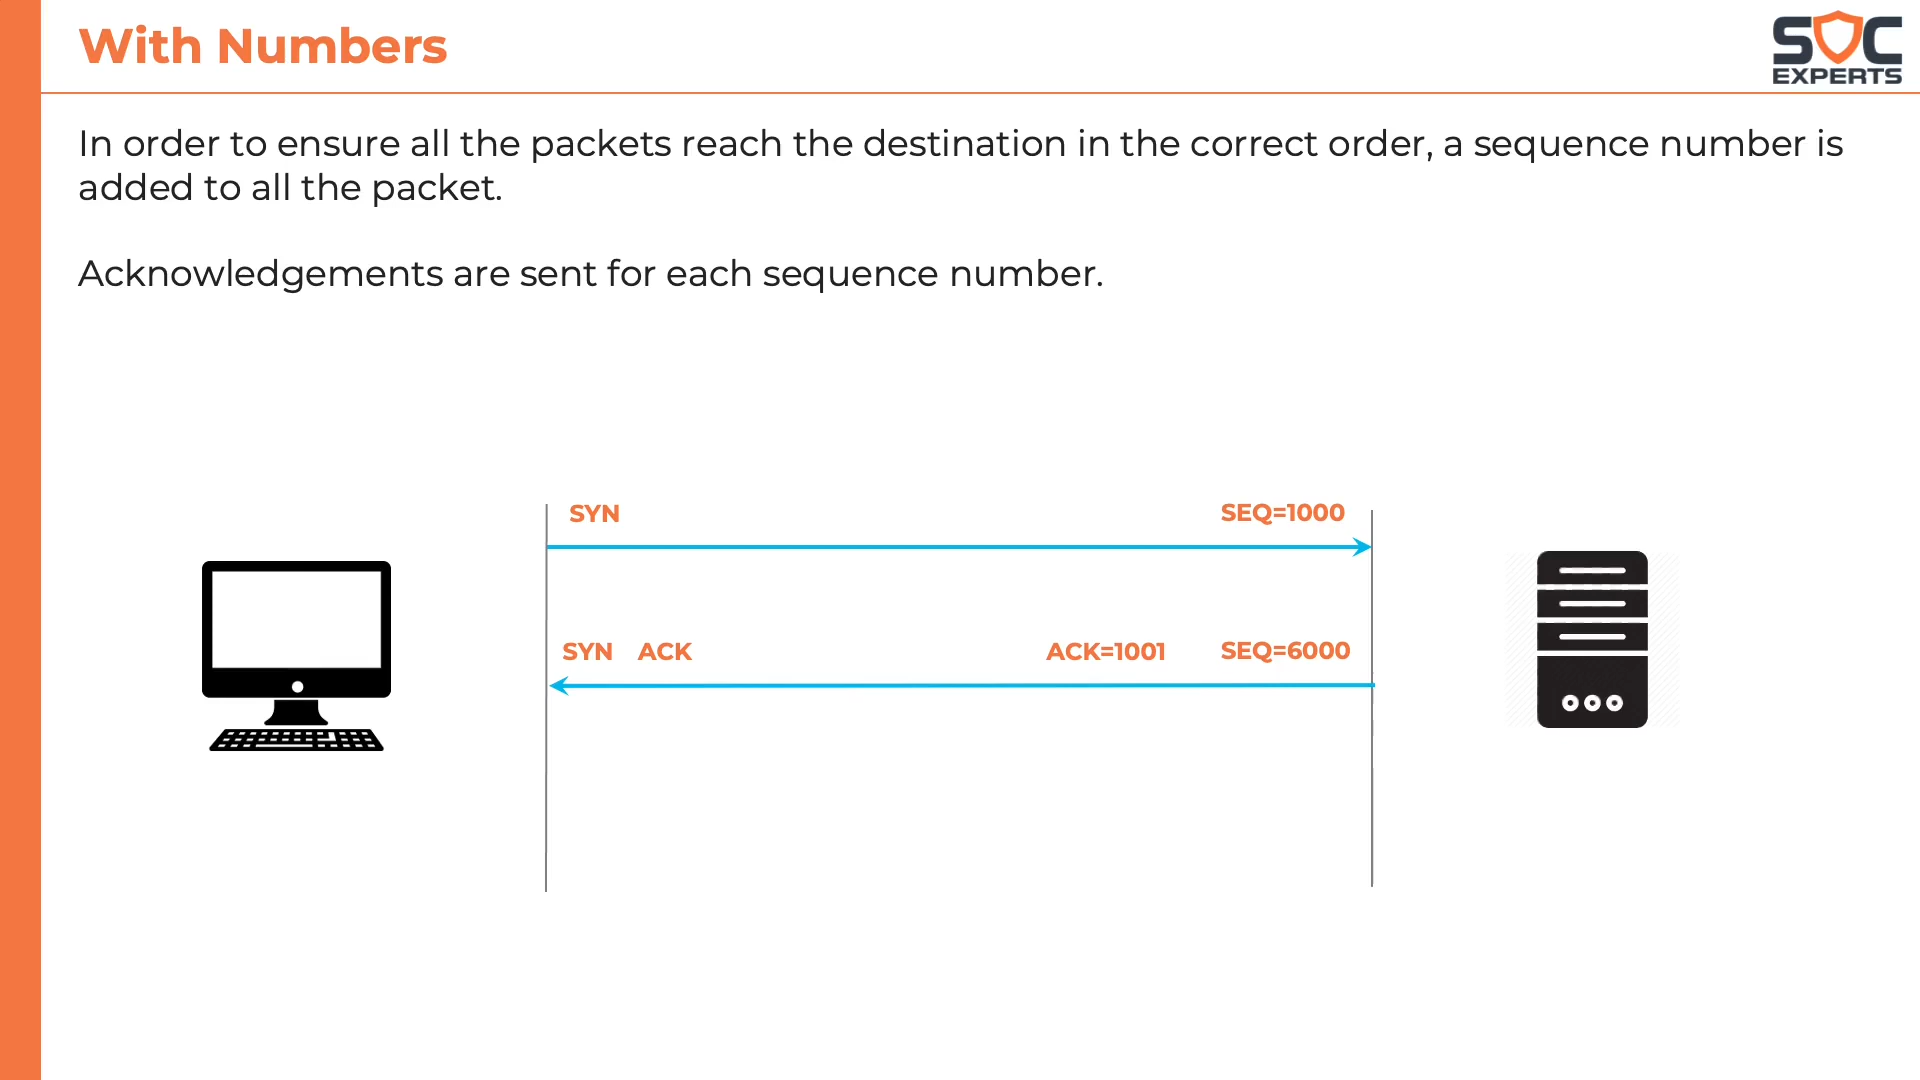 With Numbers
SOC
EXPERTS
In order to ensure all the packets reach the destination in the correct order, a sequence number is
added to all the packet.
Acknowledgements are sent for each sequence number.
SYN SEQ=1000
SYN ACK ACK=1001 SEQ=6000